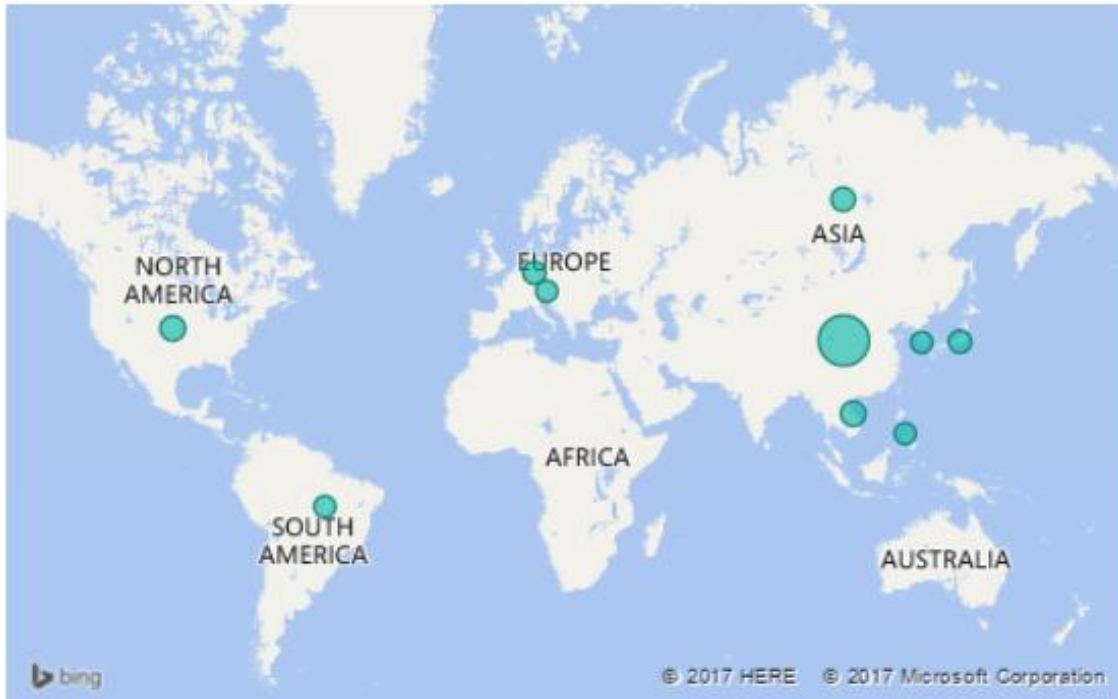 ASIA
EUROPE
NORTH
AMERICA
AFRICA
SOUTH
AMERICA
AUSTRALIA
bing
© 2017 HERE © 2017 Microsoft Corporation